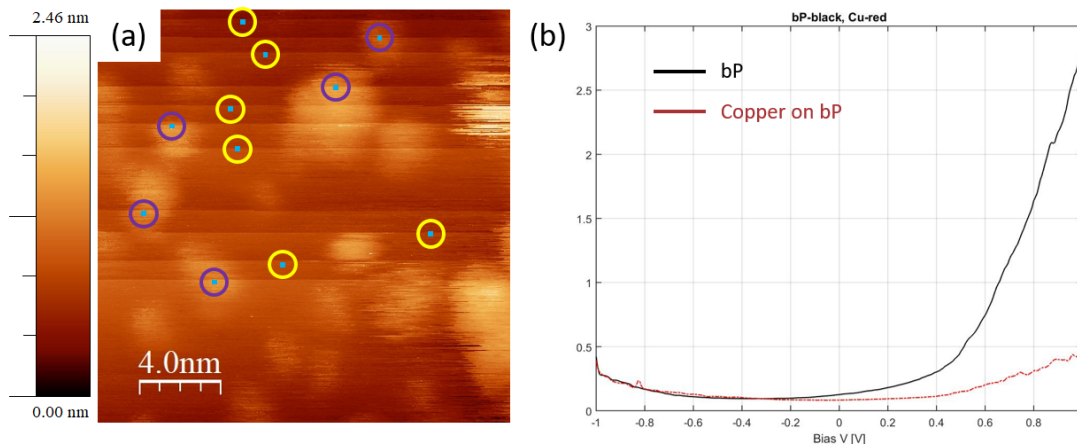 2.46 nm
(a)
4.0nm
0.00 nm
(b)
bP-black, Cu-red
bP
Copper on bP
3
2.5
2
1.5
1
0.5
0
-1
-0.8
-0.6
-0.4
-0.2
0
0.2
0.4
0.6
0.8
Bias V [V]